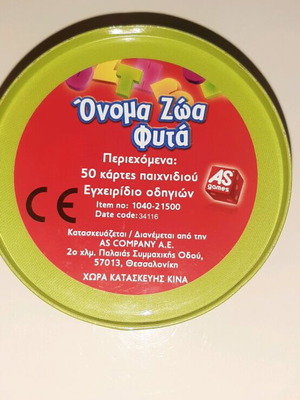 Όνομα Ζώα
Φυτά
Περιεχόμενα:
50 κάρτες παιχνιδιού
Εγχειρίδιο οδηγιών
AS
games
CE
Item no: 1040-21500
Date code: 34116
Κατασκευάζεται / Διανέμεται από την
AS COMPANY Α.Ε.
2ο χλμ. Παλαιάς Συμμαχικής Οδού,
57013, Θεσσαλονίκη
ΧΩΡΑ ΚΑΤΑΣΚΕΥΗΣ ΚΙΝΑ